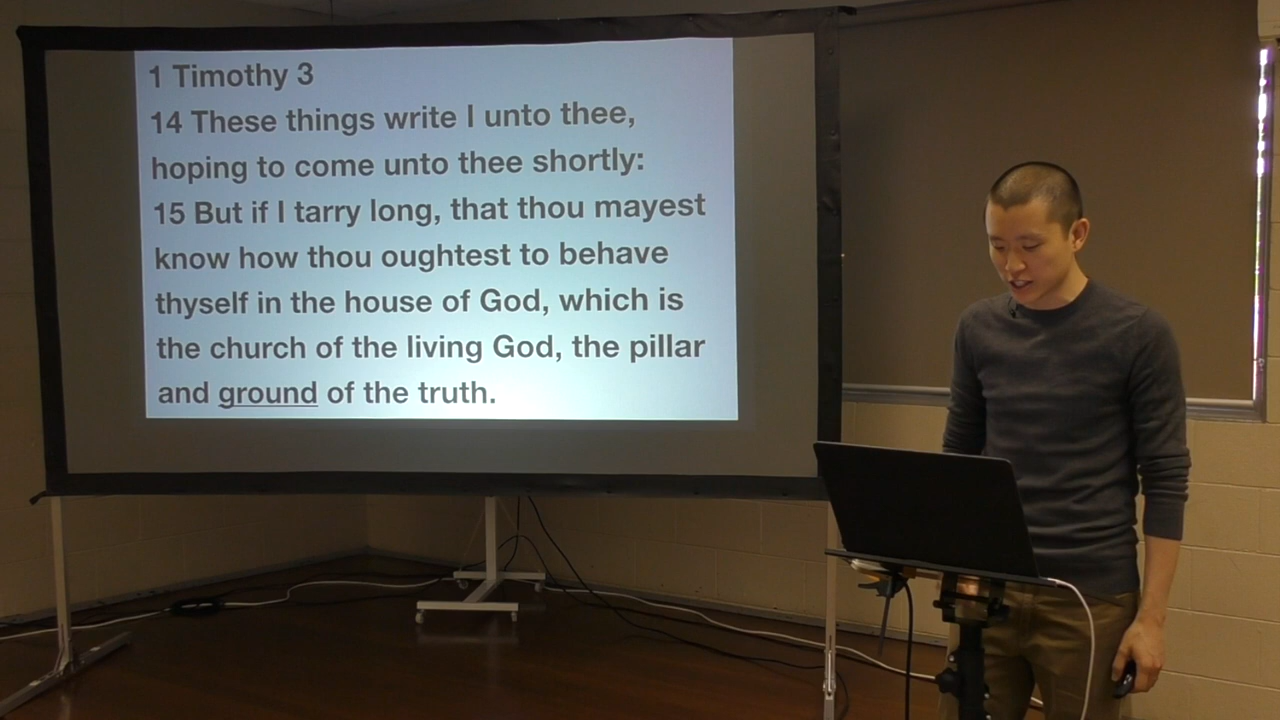 1 Timothy 3
14 These things write I unto thee,
hoping to come unto thee shortly:
15 But if I tarry long, that thou mayest
know how thou oughtest to behave
thyself in the house of God, which is
the church of the living God, the pillar
and ground of the truth.